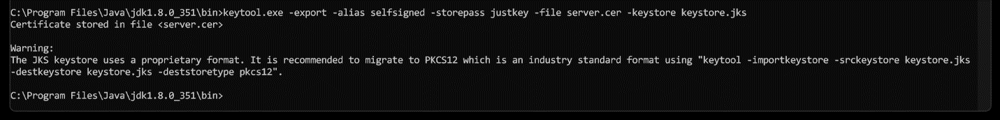 C:\Program Files\Java\jdk1.8.0_351\bin>keytool.exe -export -alias selfsigned -storepass justkey -file server.cer -keystore keystore.jks
Certificate stored in file <server.cer>
Warning:
The JKS keystore uses a proprietary format. It is recommended to migrate to PKCS12 which is an industry standard format using "keytool -importkeystore -srckeystore keystore.jks
-destkeystore keystore.jks -deststoretype pkcs12".
C:\Program Files\Java\jdk1.8.0_351\bin>